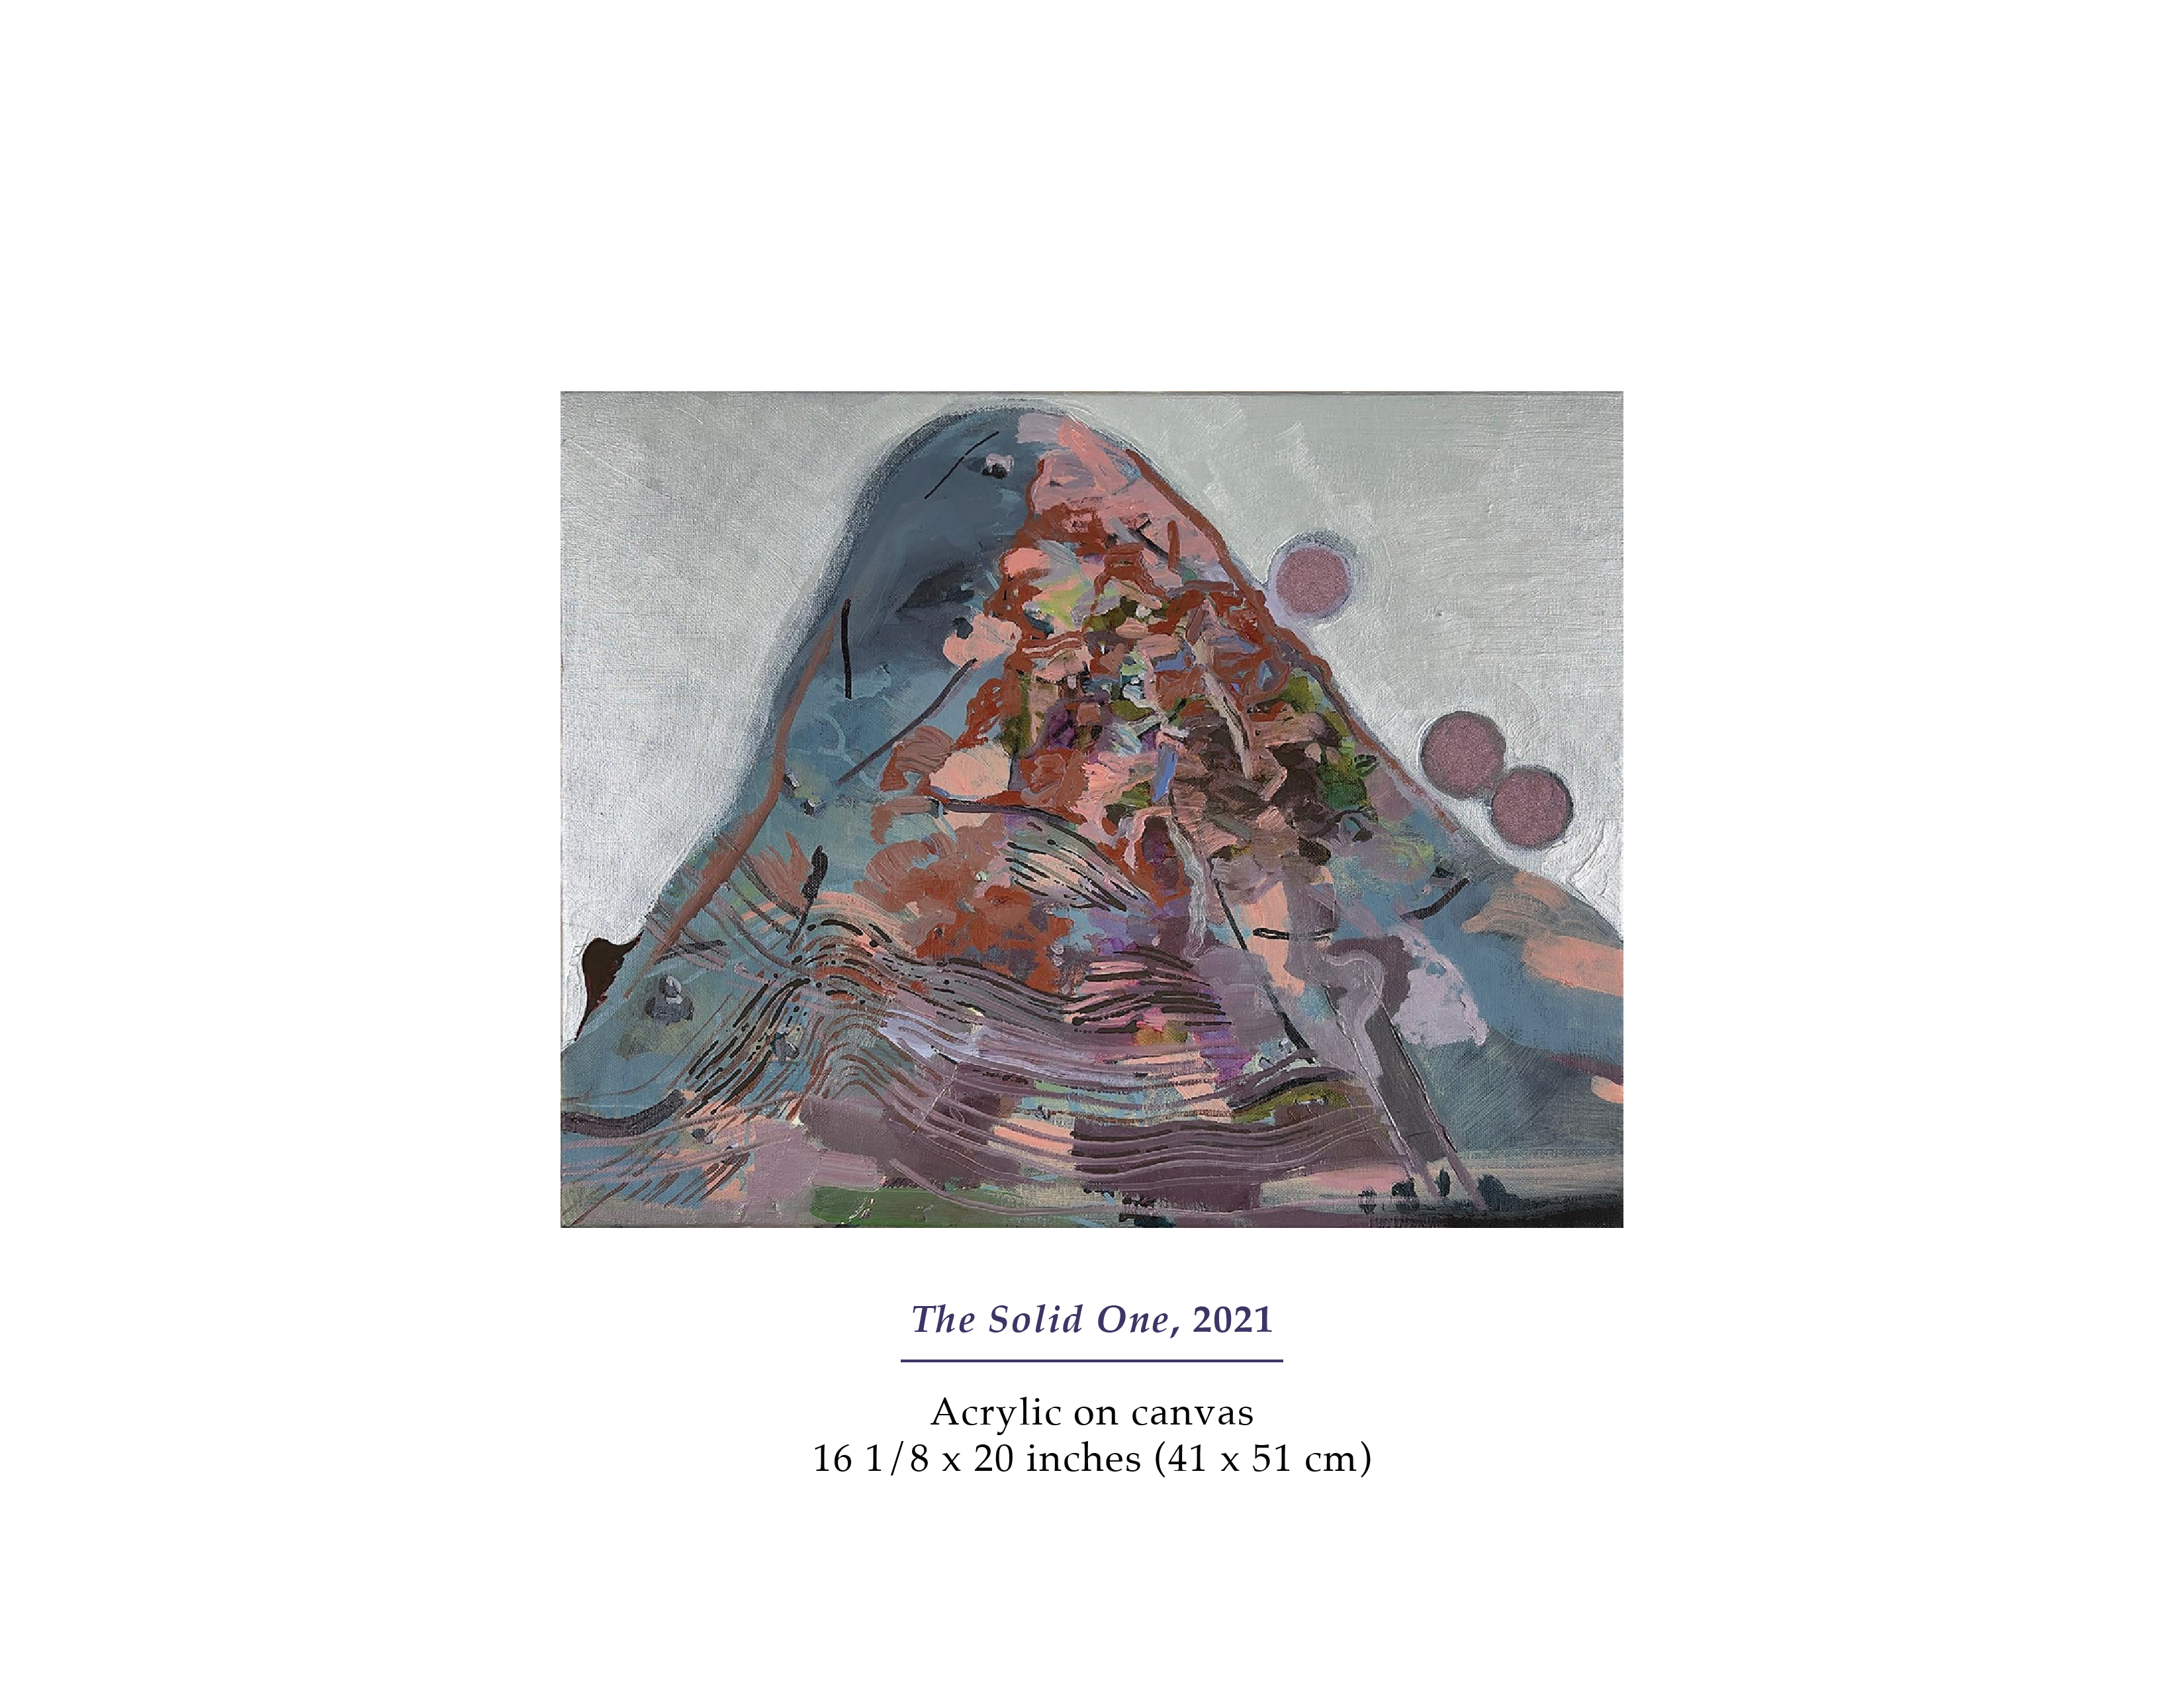 The Solid One, 2021
Acrylic on canvas
16 1/8 x 20 inches (41 x 51 cm)